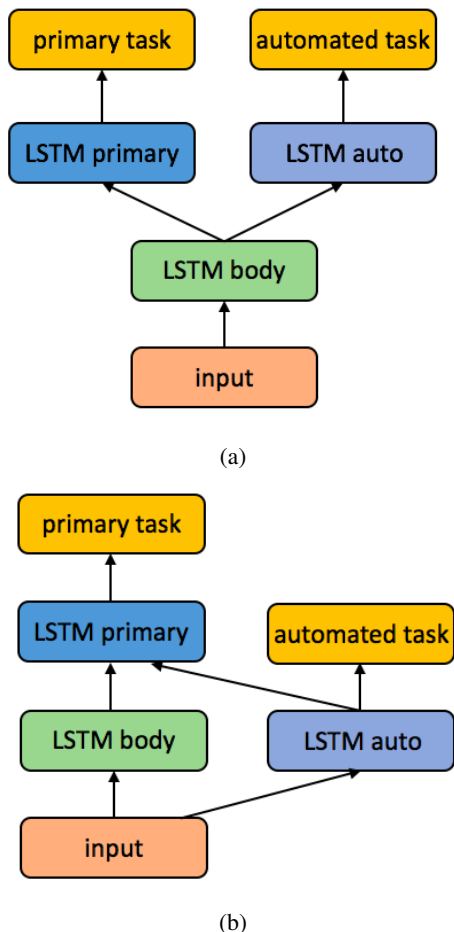 primary task
automated task
LSTM primary
LSTM auto
LSTM body
input
(a)
primary task
LSTM primary
automated task
LSTM body
LSTM auto
input
(b)